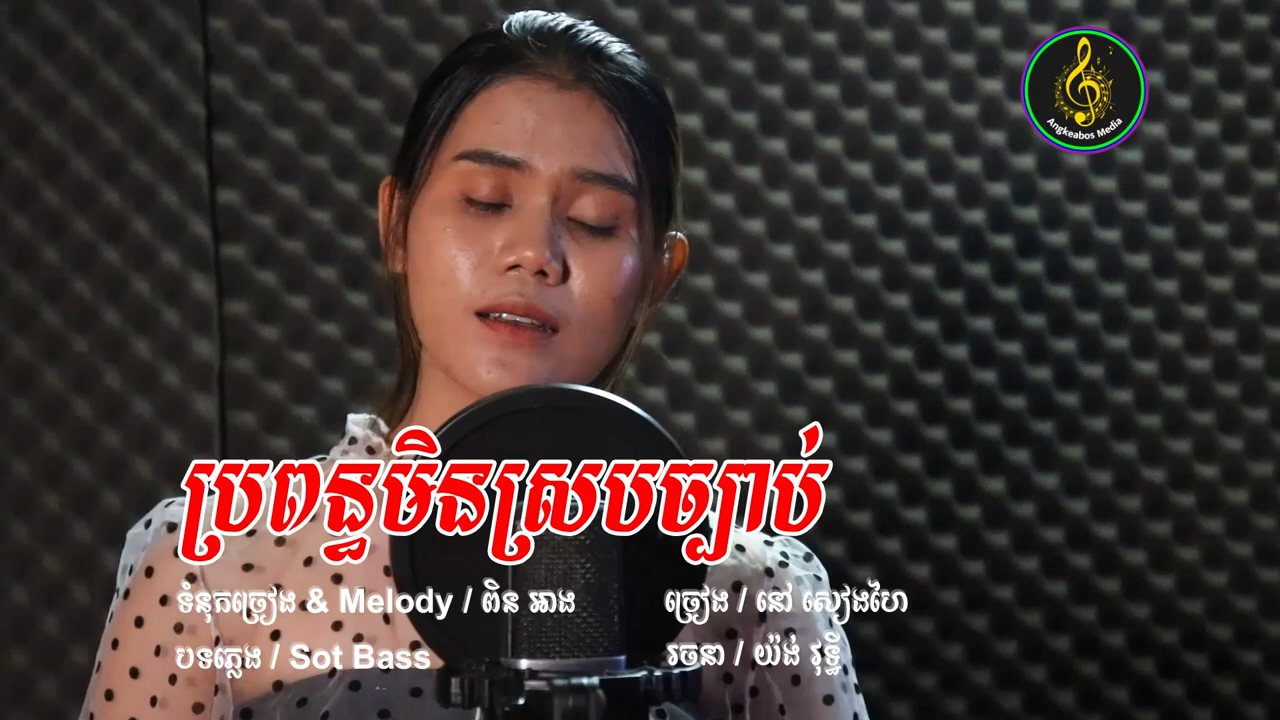 Angkeabos Media
ប្រពន្ធមិនស្របច្បាប់
ទំនុកច្រៀង & Melody / ពិន អាង
ច្រៀង / នៅ សៀងហៃ
បទភ្លេង / Sot Bass
រចនា / យ៉ង់ វុទ្ធី